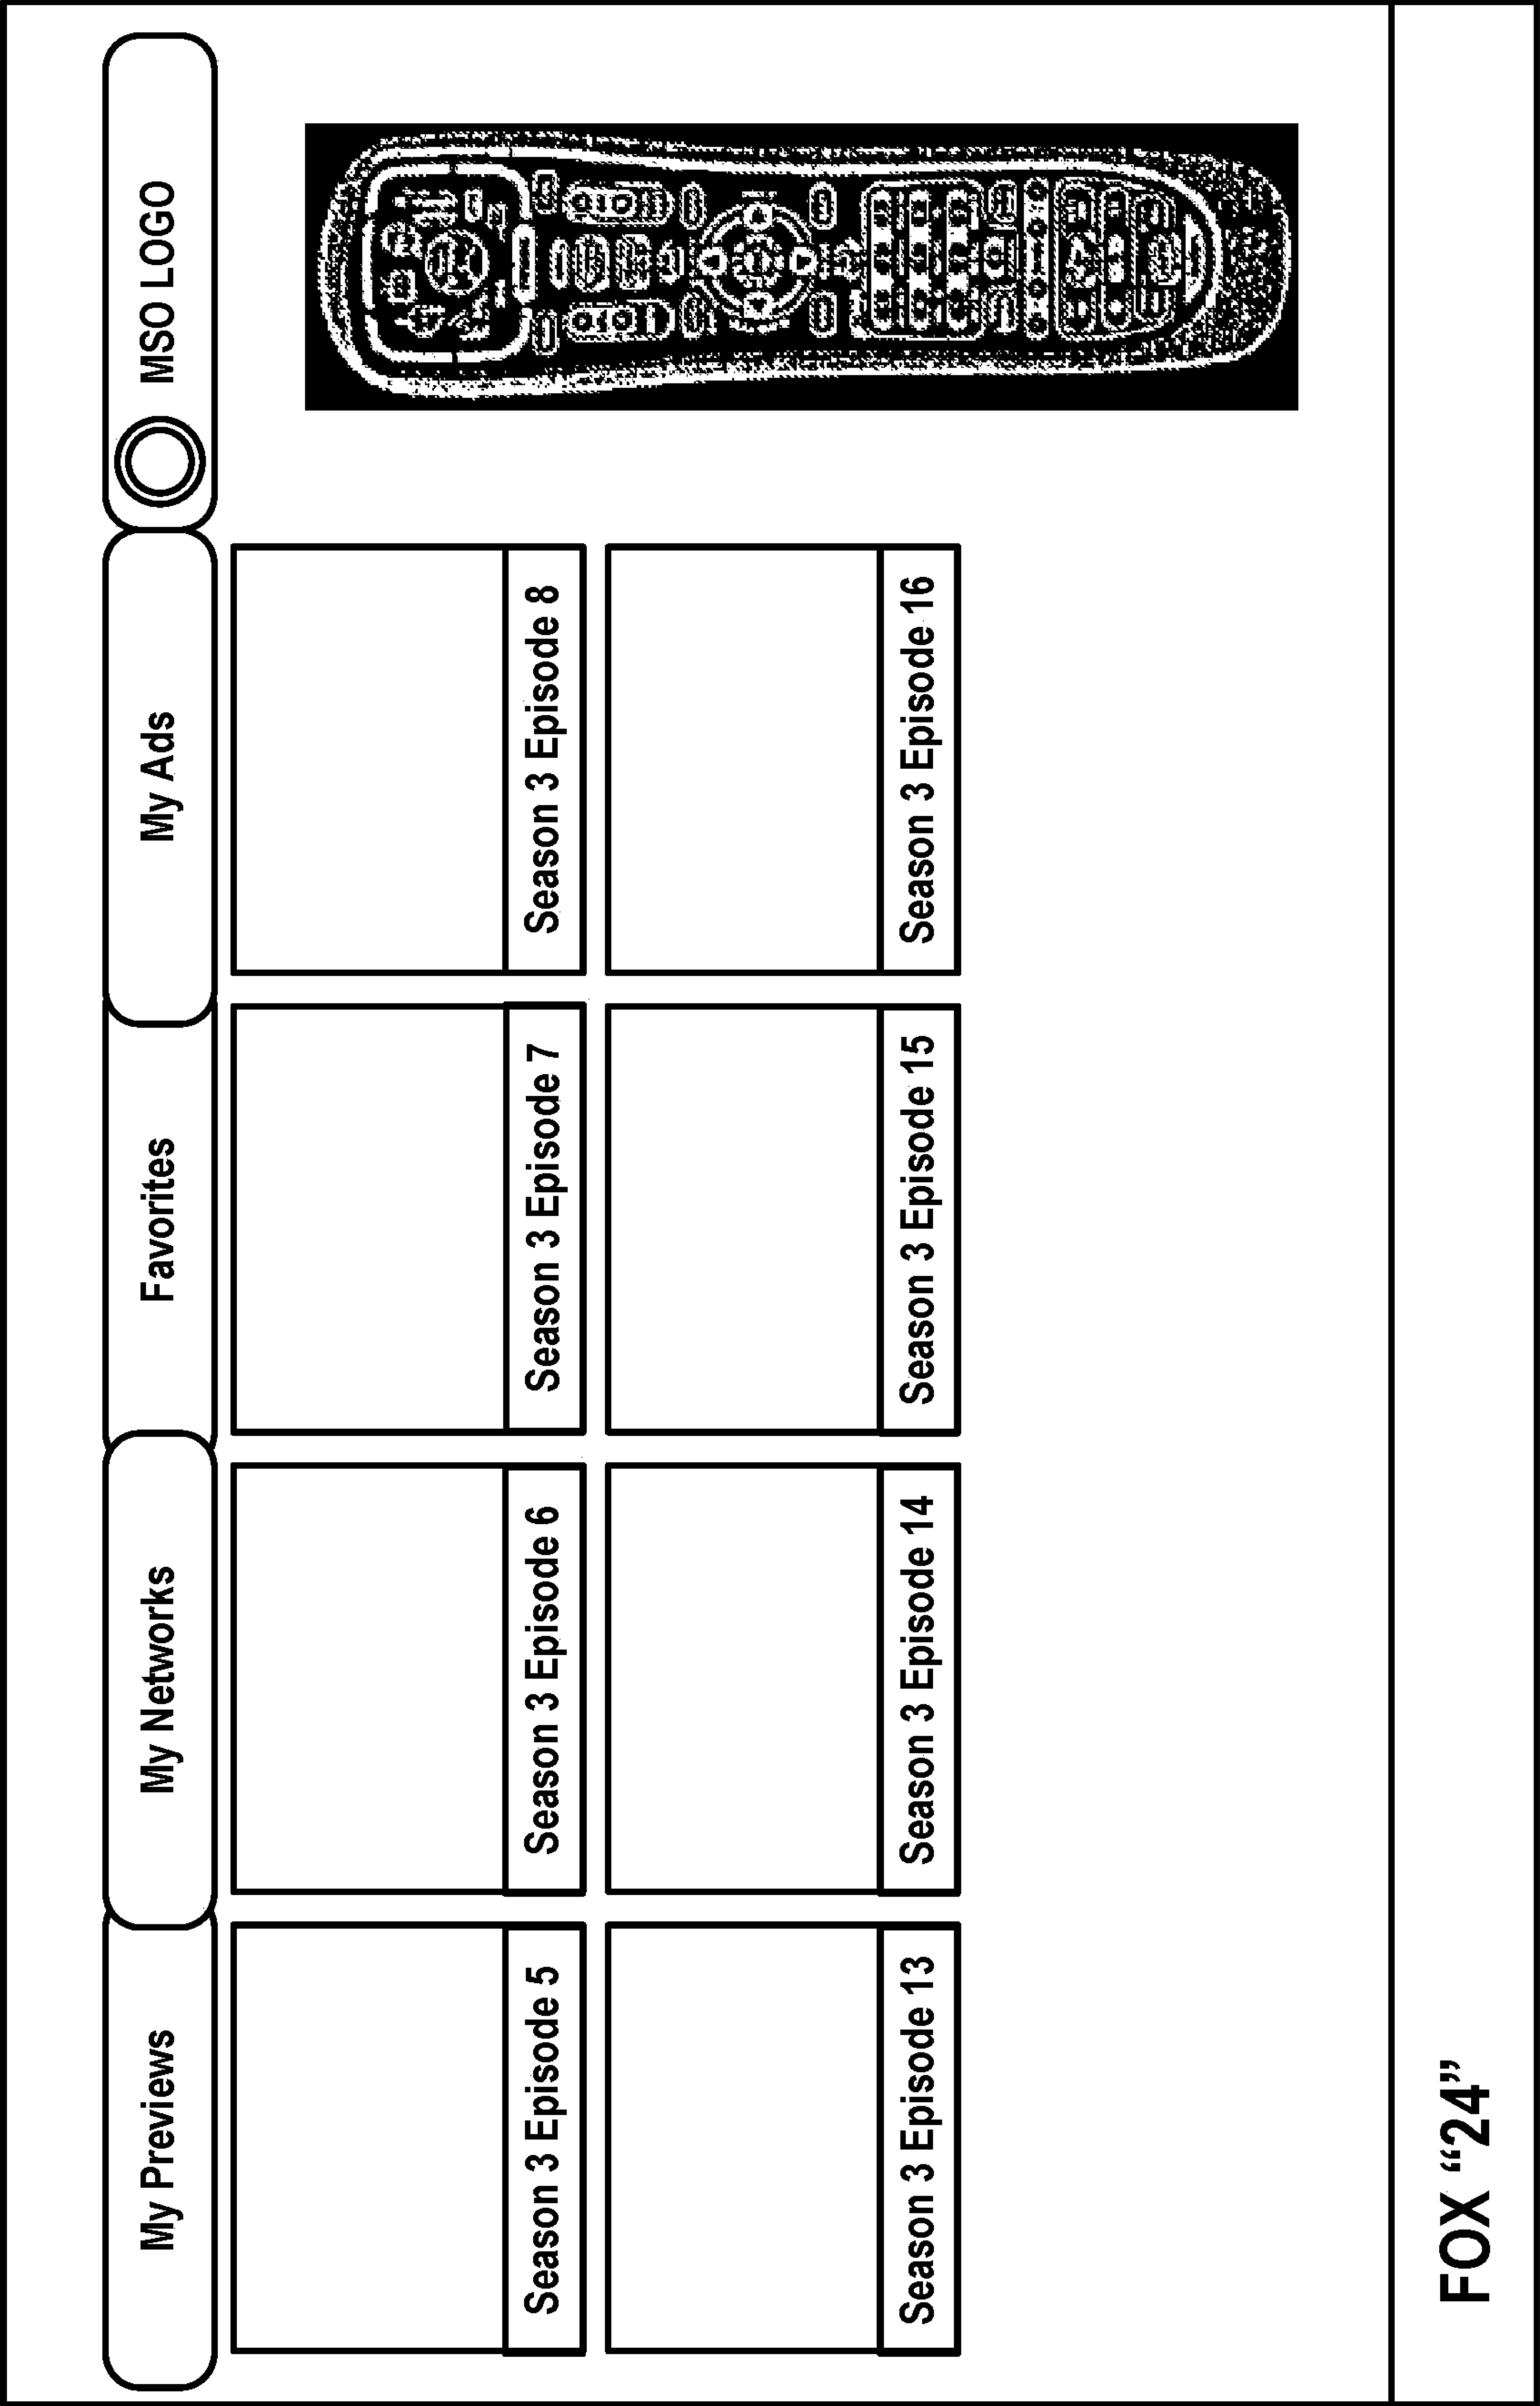 My Previews
My Networks
Favorites
My Ads
MSO LOGO
Season 3 Episode 5
Season 3 Episode 6
Season 3 Episode 7
Season 3 Episode 8
Season 3 Episode 13
Season 3 Episode 14
Season 3 Episode 15
Season 3 Episode 16
FOX “24”